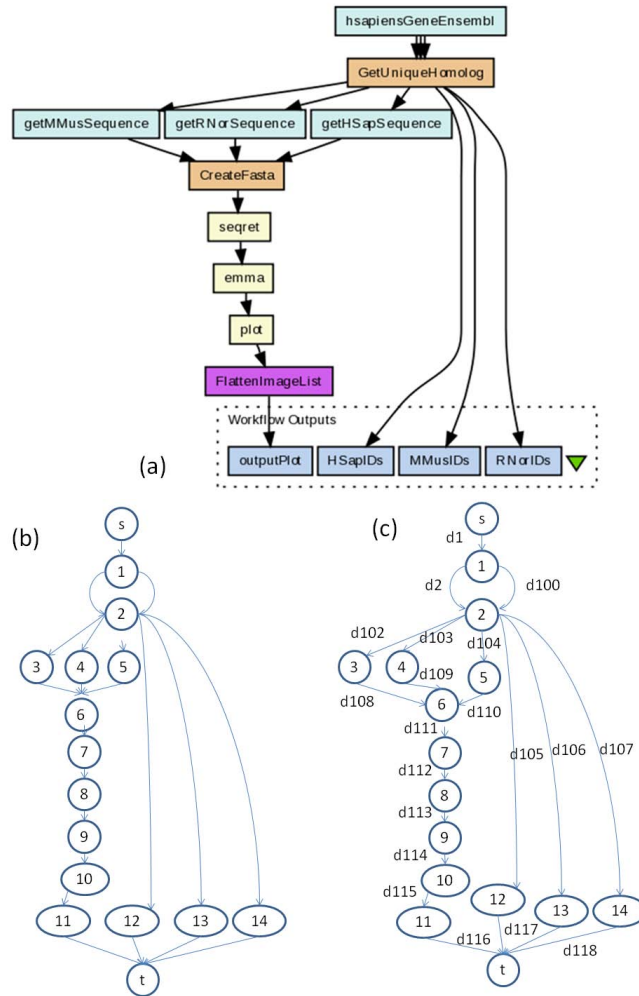 hsapiensGeneEnsembl
GetUniqueHomolog
getMMusSequence getRNorSequence getHSapSequence
CreateFasta
seqret
emma
plot
FlattenImageList
Workflow Outputs
outputPlot HSapIDs MMusIDs RNorIDs
(a)
(b)
s
1
2
3 4 5
6
7
8
9
10
11 12 13 14
t
(c)
s
d1
1
d2 d100
2
d102 d103 d104
3 4 5
d109
d108 6 d110
d111
7
d105 d106 d107
d112
8
d113
9
d114
10
d115
11 12 13 14
d116 d117 d118
t